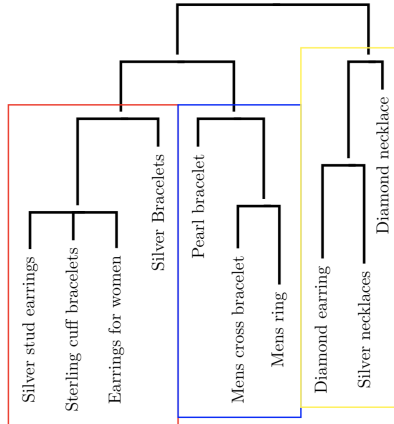 Silver stud earrings
Sterling cuff bracelets
Earrings for women
Silver Bracelets
Pearl bracelet
Mens cross bracelet
Mens ring
Diamond earring
Silver necklaces
Diamond necklace